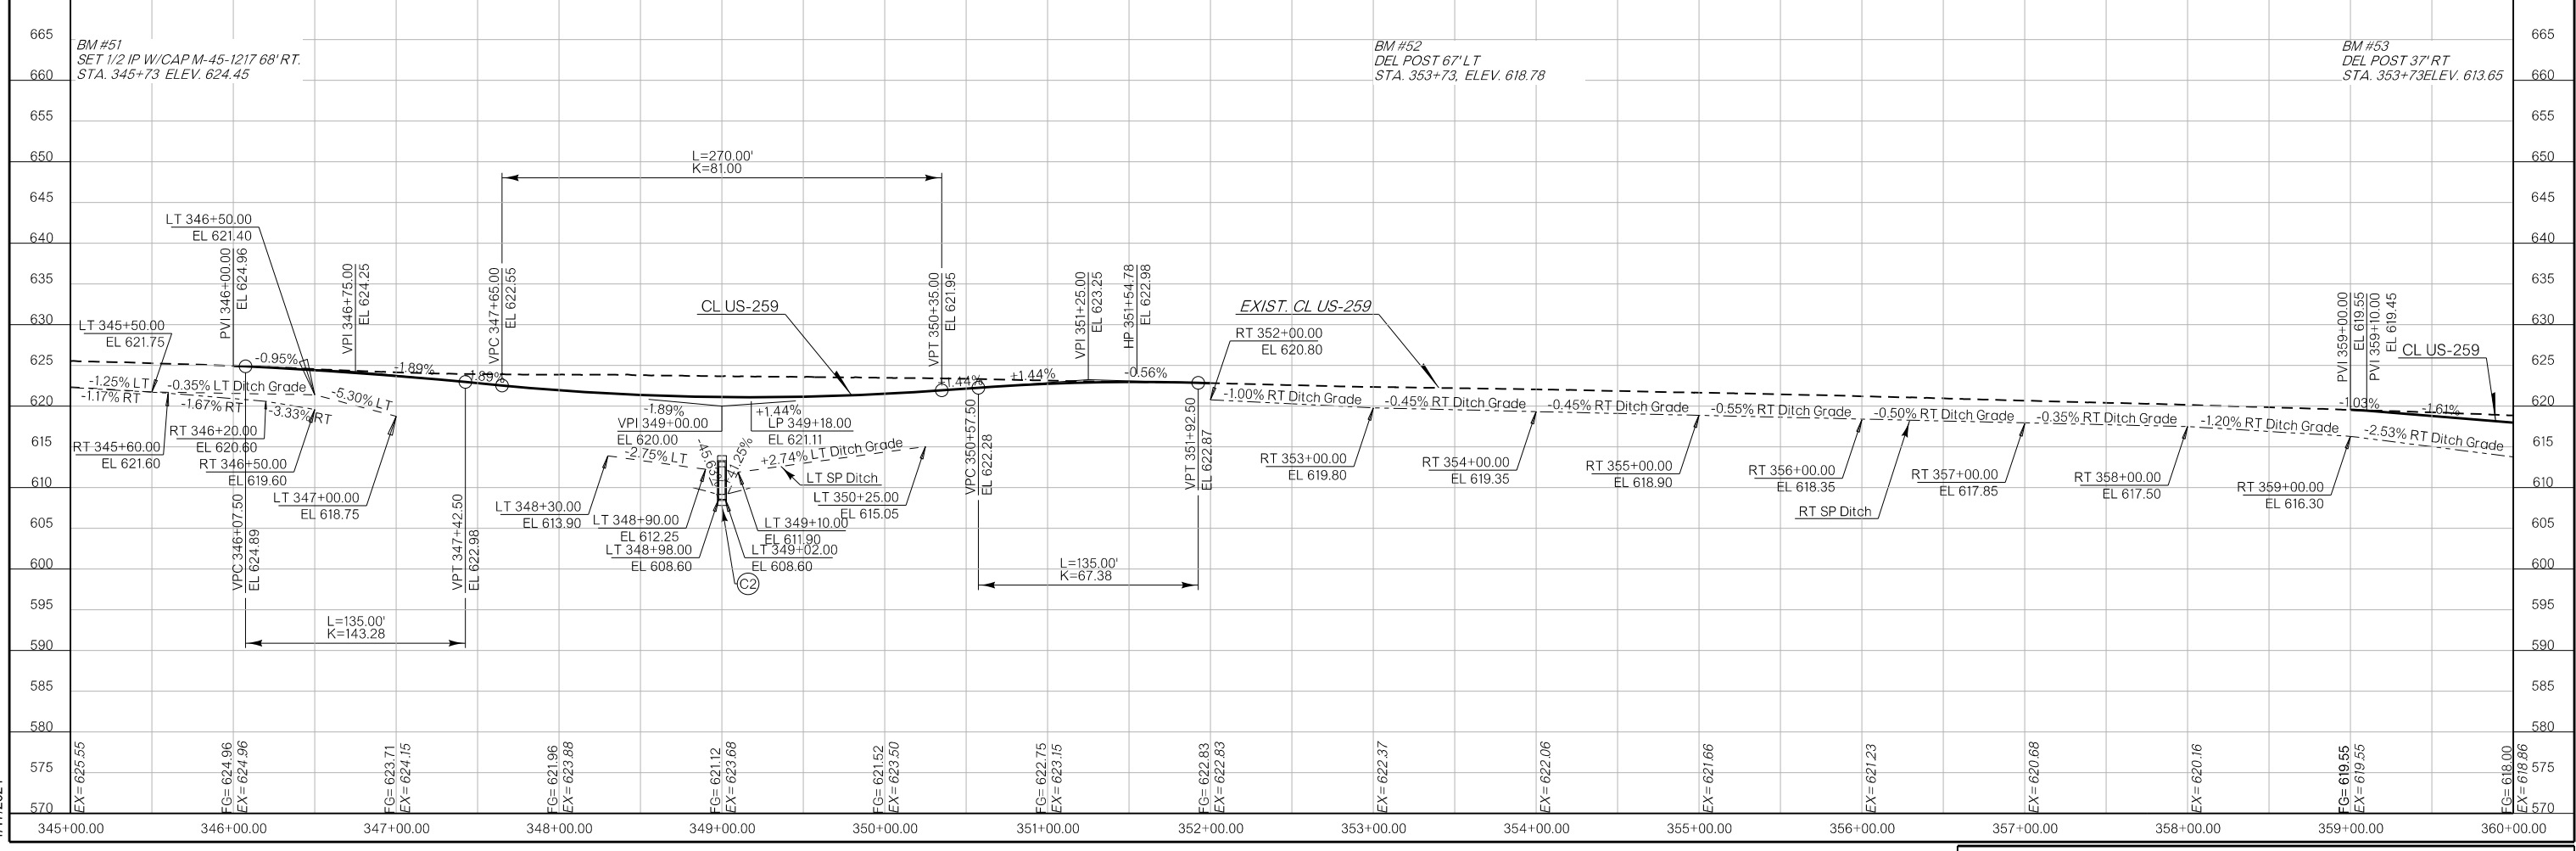 665
660
655
650
645
640
635
630
625
620
615
610
605
600
595
590
585
580
575
570
BM #51
SET 1/2 IP W/CAP M-45-1217 68' RT.
STA. 345+73 ELEV. 624.45
BM #52
DEL POST 67' LT
STA. 353+73, ELEV. 618.78
BM #53
DEL POST 37' RT
STA. 353+73ELEV. 613.65
L=270.00'
K=81.00
LT 346+50.00
EL 621.40
PVI 346+00.00
EL 624.96
VPI 346+75.00
EL 624.25
VPC 347+65.00
EL 622.55
CL US-259
VPT 350+35.00
EL 621.95
VPI 351+25.00
EL 623.25
HP 351+54.78
EL 622.98
EXIST. CL US-259
RT 352+00.00
EL 620.80
PVI 359+00.00
EL 619.55
PVI 359+10.00
EL 619.45
CL US-259
LT 345+50.00
EL 621.75
-0.95%
-1.89%
-1.89%
+1.44%
+1.44%
-0.56%
-1.03%
-1.61%
-1.25% LT
-0.35% LT Ditch Grade
-5.30% LT
-1.17% RT
-1.67% RT
-3.33% RT
-1.89%
+1.44%
VPI 349+00.00
EL 620.00
LP 349+18.00
EL 621.11
-1.00% RT Ditch Grade
-0.45% RT Ditch Grade
-0.45% RT Ditch Grade
-0.55% RT Ditch Grade
-0.50% RT Ditch Grade
-0.35% RT Ditch Grade
-1.20% RT Ditch Grade
-2.53% RT Ditch Grade
RT 345+60.00
EL 621.60
RT 346+20.00
EL 620.60
RT 346+50.00
EL 619.60
LT 347+00.00
EL 618.75
-2.75% LT
+2.74% LT Ditch Grade
LT SP Ditch
LT 348+30.00
EL 613.90
LT 348+90.00
EL 612.25
LT 348+98.00
EL 608.60
LT 349+10.00
EL 611.90
LT 349+02.00
EL 608.60
LT 350+25.00
EL 615.05
C2
VPC 346+07.50
EL 624.89
VPT 347+42.50
EL 622.98
L=135.00'
K=143.28
VPC 350+57.50
EL 622.28
VPT 351+92.50
EL 622.87
L=135.00'
K=67.38
RT 353+00.00
EL 619.80
RT 354+00.00
EL 619.35
RT 355+00.00
EL 618.90
RT 356+00.00
EL 618.35
RT SP Ditch
RT 357+00.00
EL 617.85
RT 358+00.00
EL 617.50
RT 359+00.00
EL 616.30
665
660
655
650
645
640
635
630
625
620
615
610
605
600
595
590
585
580
575
570
EX= 625.55
FG= 624.96
EX= 624.96
FG= 623.71
EX= 624.15
FG= 621.96
EX= 623.88
FG= 621.12
EX= 623.68
FG= 621.52
EX= 623.50
FG= 622.75
EX= 623.15
FG= 622.83
EX= 622.83
EX= 622.37
EX= 622.06
EX= 621.66
EX= 621.23
EX= 620.68
EX= 620.16
FG= 619.55
EX= 619.55
FG= 618.00
EX= 618.86
345+00.00
346+00.00
347+00.00
348+00.00
349+00.00
350+00.00
351+00.00
352+00.00
353+00.00
354+00.00
355+00.00
356+00.00
357+00.00
358+00.00
359+00.00
360+00.00